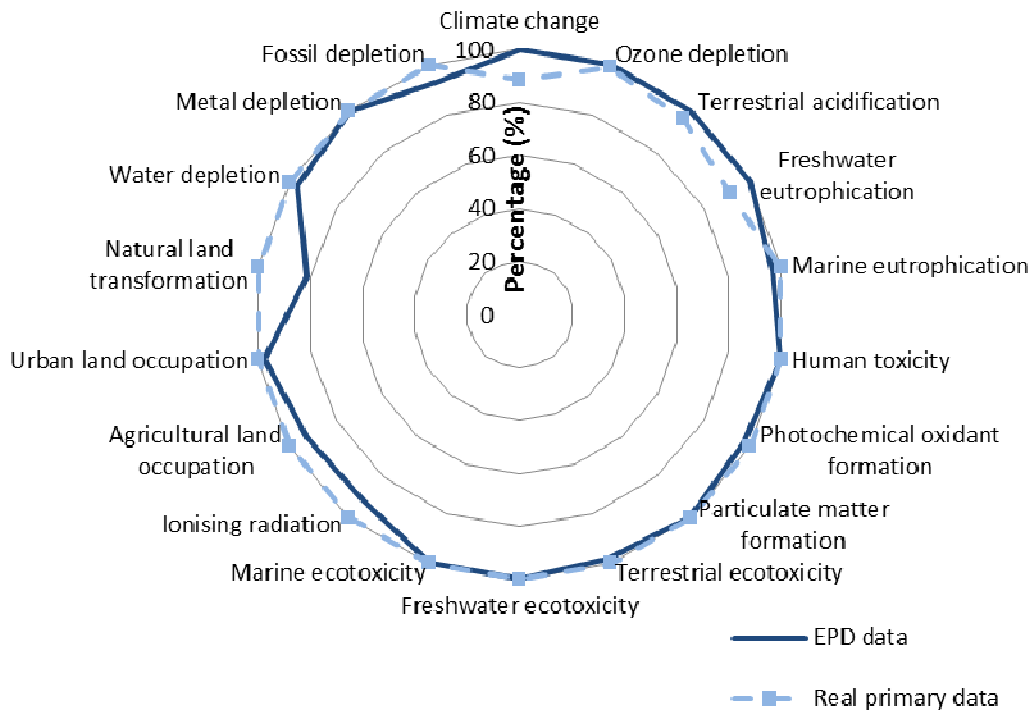 Climate change
Ozone depletion
Terrestrial acidification
Freshwater
eutrophication
Marine eutrophication
Human toxicity
Photochemical oxidant
formation
Particulate matter
formation
Terrestrial ecotoxicity
Freshwater ecotoxicity
Marine ecotoxicity
Ionising radiation
Agricultural land
occupation
Urban land occupation
Natural land
transformation
Water depletion
Metal depletion
Fossil depletion
100
80
60
40
20
0
Percentage (%)
EPD data
Real primary data